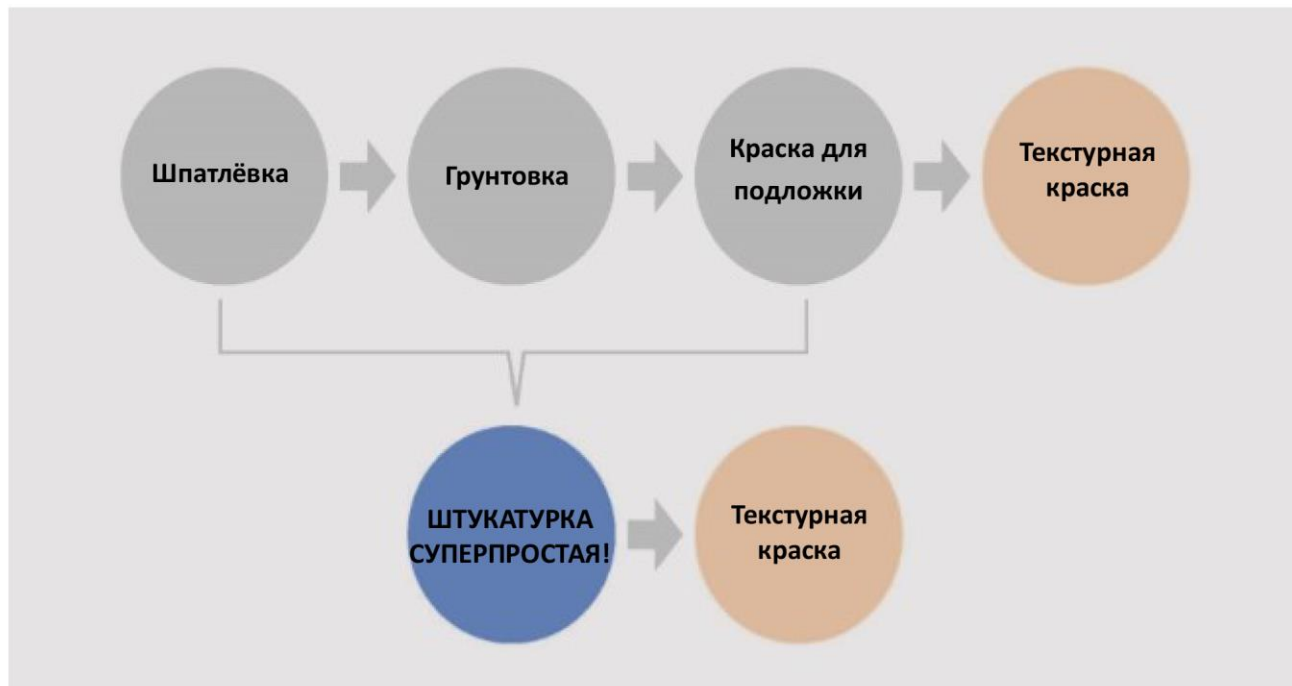 Шпатлёвка
Грунтовка
Краска для
подложки
Текстурная
краска
ШТУКАТУРКА
СУПЕРПРОСТАЯ!
Текстурная
краска